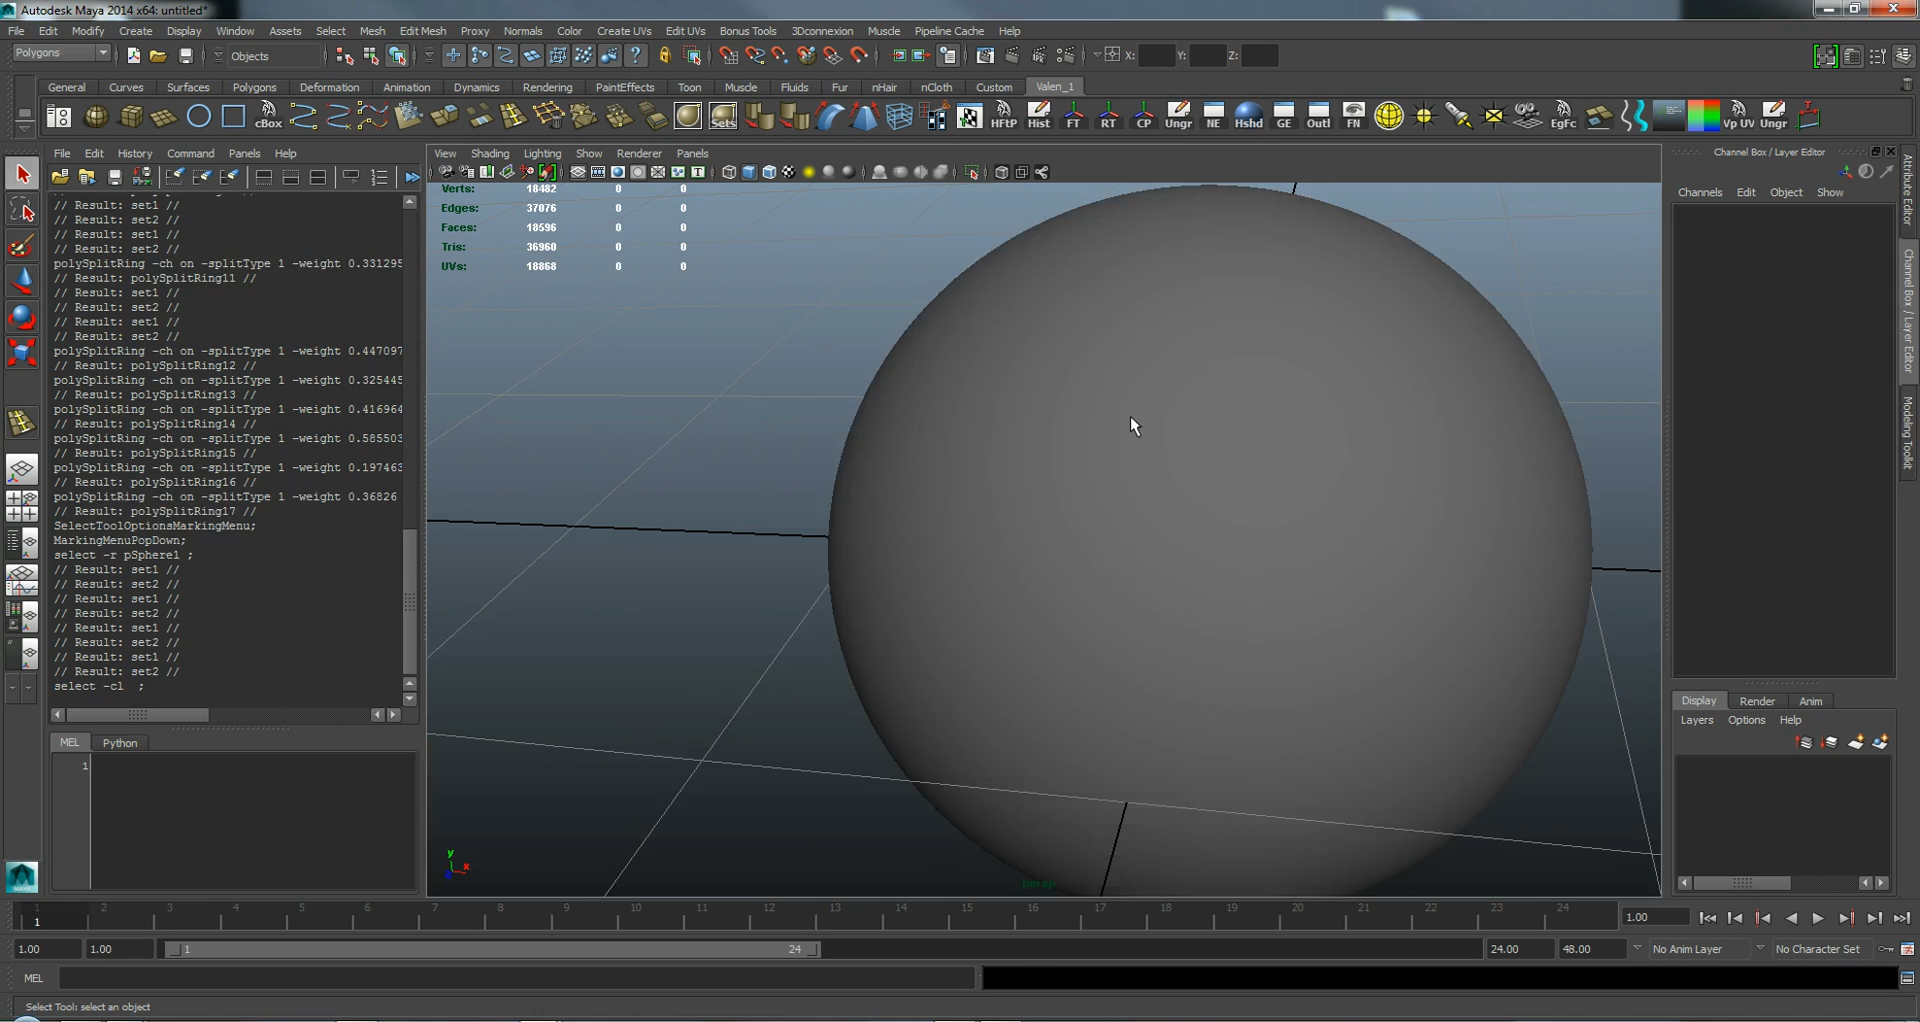 Autodesk Maya 2014 x64: untitled*
File Edit Modify Create Display Window Assets Select Mesh Edit Mesh Proxy Normals Color Create UVs Edit UVs Bonus Tools 3Dconnexion Muscle Pipeline Cache Help
Polygons Objects X: Y: Z:
General Curves Surfaces Polygons Deformation Animation Dynamics Rendering PaintEffects Toon Muscle Fluids Fur nHair nCloth Custom Valen_1
cBox Sets HFtP Hist FT RT CP Ungr NE Hshd GE Outl FN EgFc Vp UV Ungr
File Edit History Command Panels Help
View Shading Lighting Show Renderer Panels
Channel Box / Layer Editor
Channels Edit Object Show
// Result: set1 //
// Result: set2 //
// Result: set1 //
// Result: set2 //
polySplitRing -ch on -splitType 1 -weight 0.331295
// Result: polySplitRing11 //
// Result: set1 //
// Result: set2 //
// Result: set1 //
// Result: set2 //
polySplitRing -ch on -splitType 1 -weight 0.447097
// Result: polySplitRing12 //
polySplitRing -ch on -splitType 1 -weight 0.325445
// Result: polySplitRing13 //
polySplitRing -ch on -splitType 1 -weight 0.416964
// Result: polySplitRing14 //
polySplitRing -ch on -splitType 1 -weight 0.585503
// Result: polySplitRing15 //
polySplitRing -ch on -splitType 1 -weight 0.197463
// Result: polySplitRing16 //
polySplitRing -ch on -splitType 1 -weight 0.36826
// Result: polySplitRing17 //
SelectToolOptionsMarkingMenu;
MarkingMenuPopDown;
select -r pSphere1 ;
// Result: set1 //
// Result: set2 //
// Result: set1 //
// Result: set2 //
// Result: set1 //
// Result: set2 //
// Result: set1 //
// Result: set2 //
select -cl ;
MEL Python
1
Verts: 18482 0 0
Edges: 37076 0 0
Faces: 18596 0 0
Tris: 36960 0 0
UVs: 18868 0 0
y
x
persp
Attribute Editor
Channel Box / Layer Editor
Modeling Toolkit
Display Render Anim
Layers Options Help
1 2 3 4 5 6 7 8 9 10 11 12 13 14 15 16 17 18 19 20 21 22 23 24
1
1.00
1.00 1.00 1 24 24.00 48.00 No Anim Layer No Character Set
MEL
Select Tool: select an object